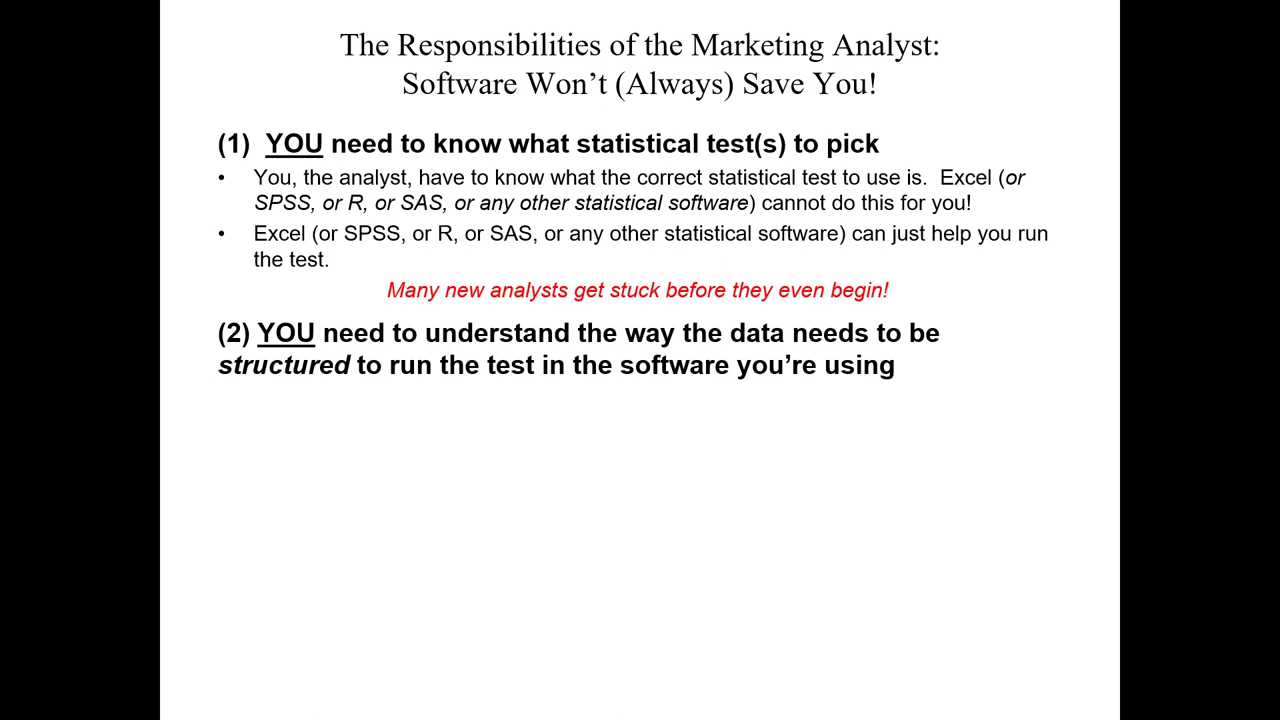 The Responsibilities of the Marketing Analyst:
Software Won’t (Always) Save You!
(1)  YOU need to know what statistical test(s) to pick
• You, the analyst, have to know what the correct statistical test to use is.  Excel (or
SPSS, or R, or SAS, or any other statistical software) cannot do this for you!
• Excel (or SPSS, or R, or SAS, or any other statistical software) can just help you run
the test.
Many new analysts get stuck before they even begin!
(2) YOU need to understand the way the data needs to be
structured to run the test in the software you’re using